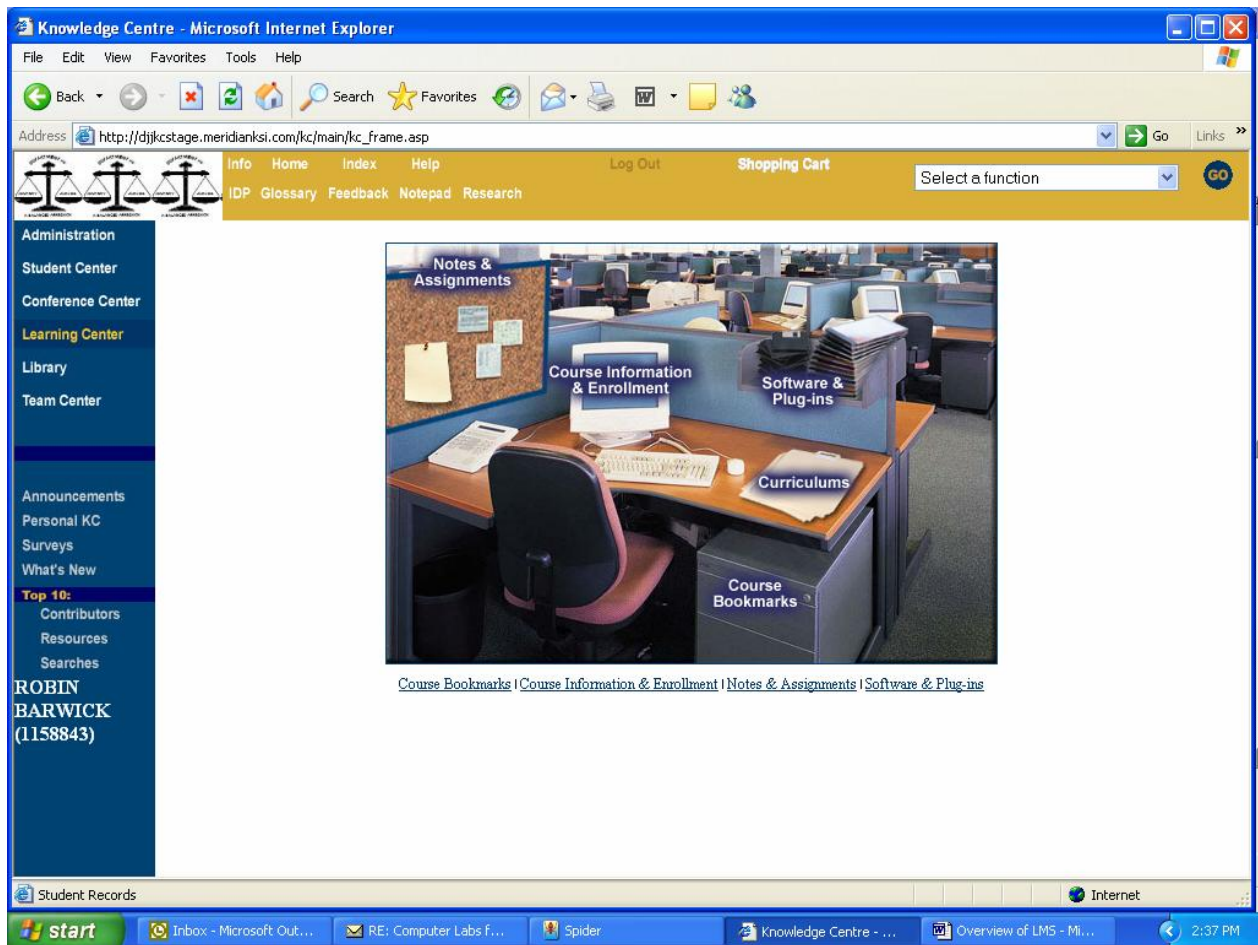 Knowledge Centre - Microsoft Internet Explorer
File Edit View Favorites Tools Help
Back Search Favorites
Address http://djjkcstage.meridianksi.com/kc/main/kc_frame.asp Go Links »
Info Home Index Help Log Out Shopping Cart
Select a function GO
IDP Glossary Feedback Notepad Research
Administration
Student Center
Conference Center
Learning Center
Library
Team Center
Announcements
Personal KC
Surveys
What's New
Top 10:
Contributors
Resources
Searches
ROBIN
BARWICK
(1158843)
Notes &
Assignments
Course Information
& Enrollment
Software &
Plug-ins
Curriculums
Course
Bookmarks
Course Bookmarks | Course Information & Enrollment | Notes & Assignments | Software & Plug-ins
Student Records Internet
start Inbox - Microsoft Out... RE: Computer Labs f... Spider Knowledge Centre - ... Overview of LMS - Mi... 2:37 PM